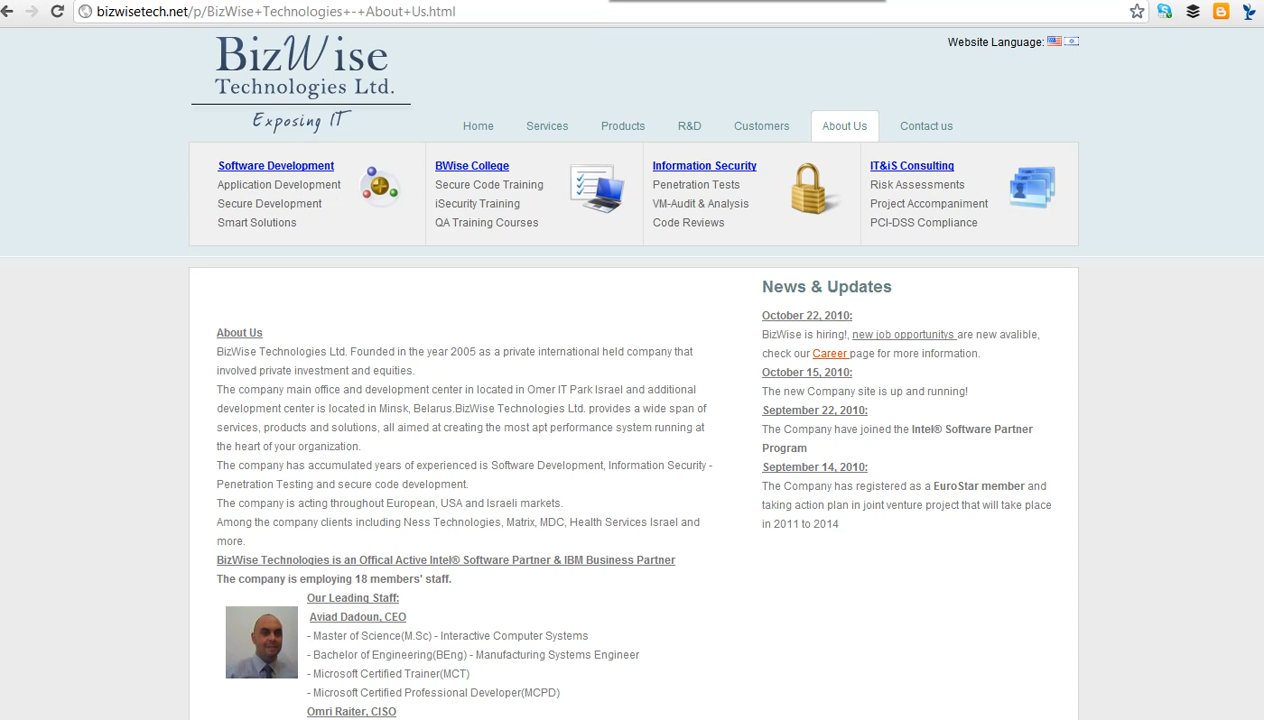 bizwisetech.net/p/BizWise+Technologies+-+About+Us.html
BizWise
Technologies Ltd.
Exposing IT
Website Language:
Home Services Products R&D Customers About Us Contact us
Software Development
Application Development
Secure Development
Smart Solutions
BWise College
Secure Code Training
iSecurity Training
QA Training Courses
Information Security
Penetration Tests
VM-Audit & Analysis
Code Reviews
IT&iS Consulting
Risk Assessments
Project Accompaniment
PCI-DSS Compliance
About Us
BizWise Technologies Ltd. Founded in the year 2005 as a private international held company that
involved private investment and equities.
The company main office and development center in located in Omer IT Park Israel and additional
development center is located in Minsk, Belarus.BizWise Technologies Ltd. provides a wide span of
services, products and solutions, all aimed at creating the most apt performance system running at
the heart of your organization.
The company has accumulated years of experienced is Software Development, Information Security -
Penetration Testing and secure code development.
The company is acting throughout European, USA and Israeli markets.
Among the company clients including Ness Technologies, Matrix, MDC, Health Services Israel and
more.
BizWise Technologies is an Offical Active Intel® Software Partner & IBM Business Partner
The company is employing 18 members' staff.
Our Leading Staff:
Aviad Dadoun, CEO
- Master of Science(M.Sc) - Interactive Computer Systems
- Bachelor of Engineering(BEng) - Manufacturing Systems Engineer
- Microsoft Certified Trainer(MCT)
- Microsoft Certified Professional Developer(MCPD)
Omri Raiter, CISO
News & Updates
October 22, 2010:
BizWise is hiring!, new job opportunitys are new avalible,
check our Career page for more information.
October 15, 2010:
The new Company site is up and running!
September 22, 2010:
The Company have joined the Intel® Software Partner
Program
September 14, 2010:
The Company has registered as a EuroStar member and
taking action plan in joint venture project that will take place
in 2011 to 2014